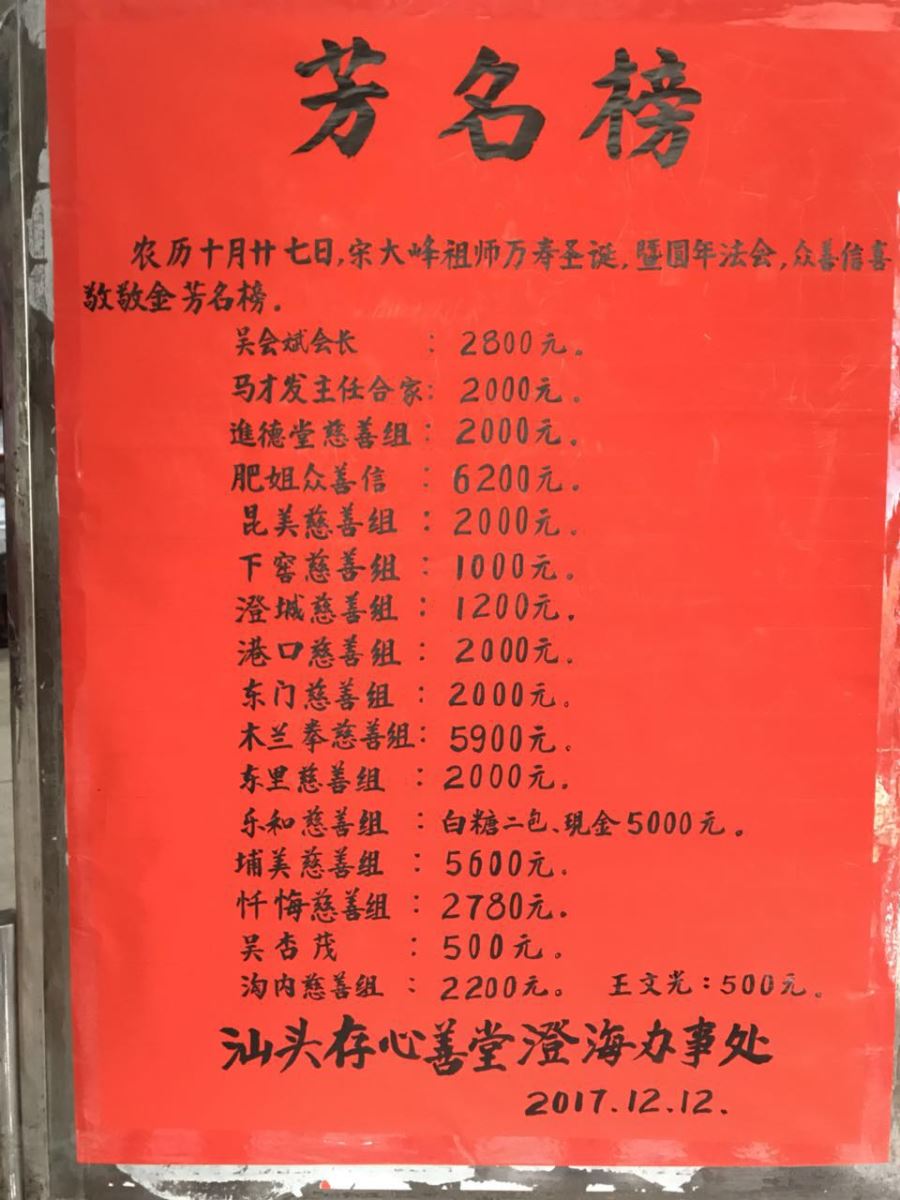 芳名榜
农历十月廿七日,宋大峰祖师万寿圣诞,暨圆年法会,众善信喜
敬敬金芳名榜。
吴会斌会长 : 2800元。
马才发主任合家: 2000元。
進德堂慈善组: 2000元。
肥姐众善信 : 6200元。
昆美慈善组 : 2000元。
下窖慈善组 : 1000元。
澄城慈善组 : 1200元。
港口慈善组 : 2000元。
东门慈善组 : 2000元。
木兰拳慈善组: 5900元。
东里慈善组 : 2000元.
乐和慈善组 : 白糖二包、現金5000元。
埔美慈善组 : 5600元.
忏悔慈善组 : 2780元.
吴杏茂 : 500元.
沟内慈善组 : 2200元。 王文光:500元。
汕头存心善堂澄海办事处
2017.12.12.